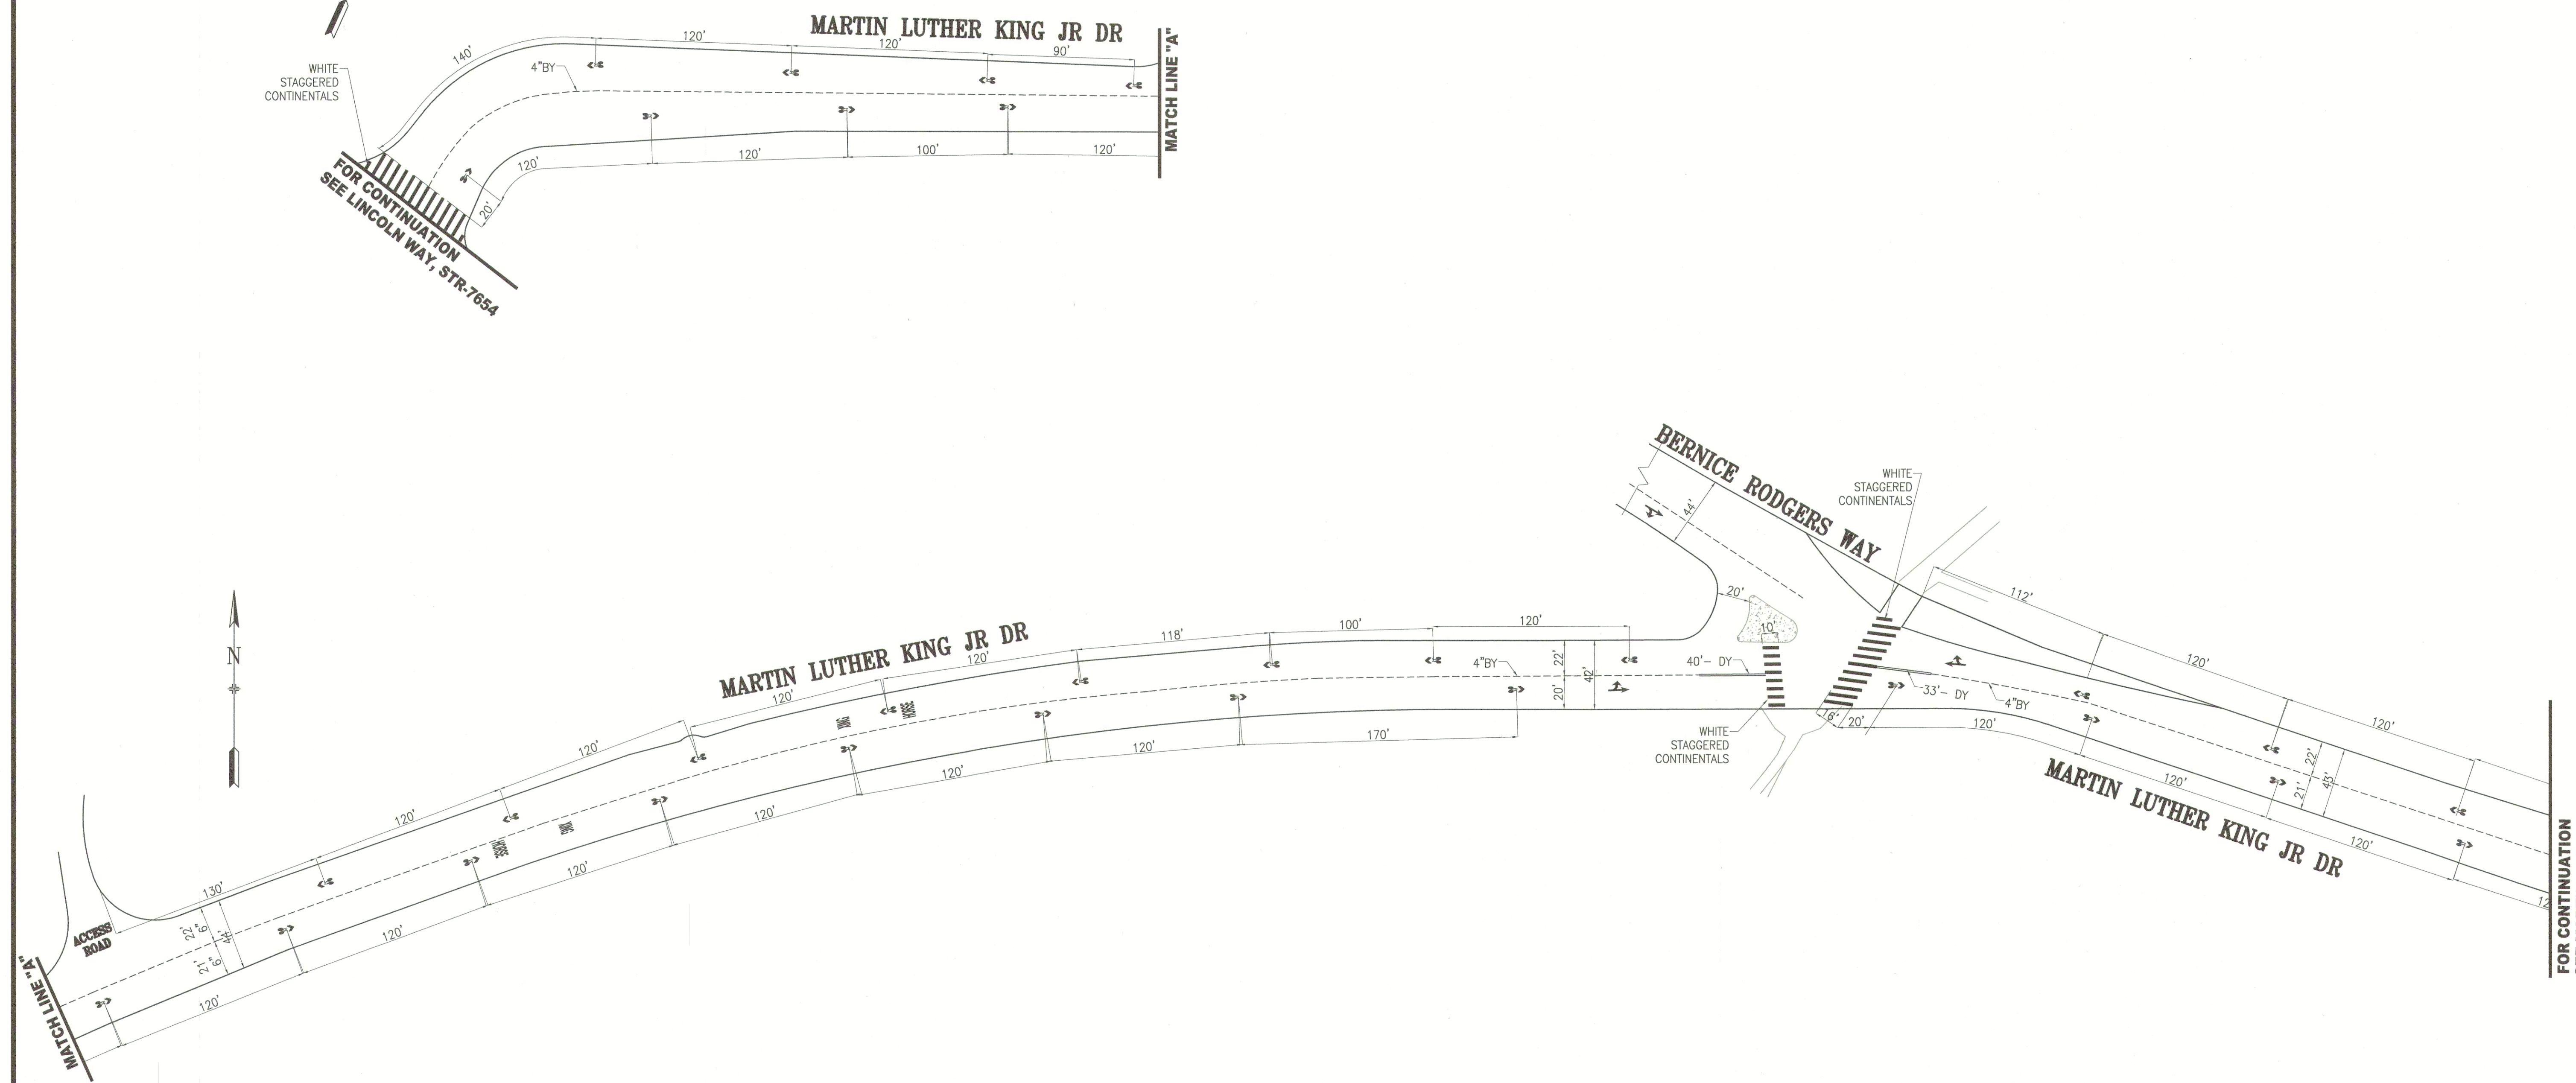 MARTIN LUTHER KING JR DR
120'
120'
90'
140'
WHITE
STAGGERED
CONTINENTALS
4"BY
MATCH LINE "A"
120'
120'
100'
120'
20'
FOR CONTINUATION
SEE LINCOLN WAY, STR-7654
BERNICE RODGERS WAY
44'
WHITE
STAGGERED
CONTINENTALS
20'
10'
112'
120'
120'
N
MARTIN LUTHER KING JR DR
120'
120'
118'
100'
120'
4"BY
22'
20'
42'
40'- DY
33'- DY
4"BY
16'
20'
120'
WHITE
STAGGERED
CONTINENTALS
XING
HORSE
120'
120'
130'
XING
HORSE
170'
120'
120'
120'
120'
120'
120'
22'
6"
21'
6"
44'
ACCESS
ROAD
MATCH LINE "A"
MARTIN LUTHER KING JR DR
120'
120'
22'
21'
43'
FOR CONTINUATION